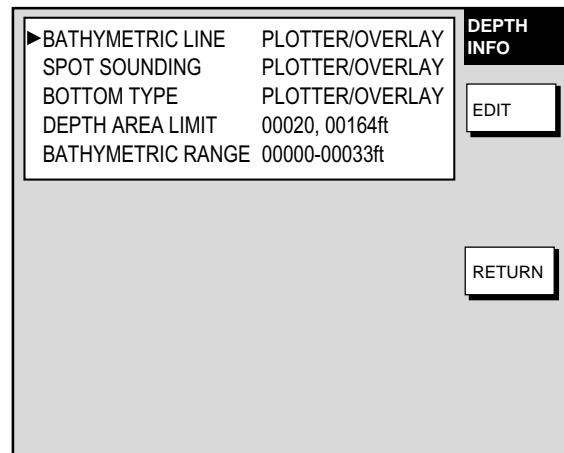 ▶BATHYMETRIC LINE PLOTTER/OVERLAY
SPOT SOUNDING PLOTTER/OVERLAY
BOTTOM TYPE PLOTTER/OVERLAY
DEPTH AREA LIMIT 00020, 00164ft
BATHYMETRIC RANGE 00000-00033ft
DEPTH
INFO
EDIT
RETURN